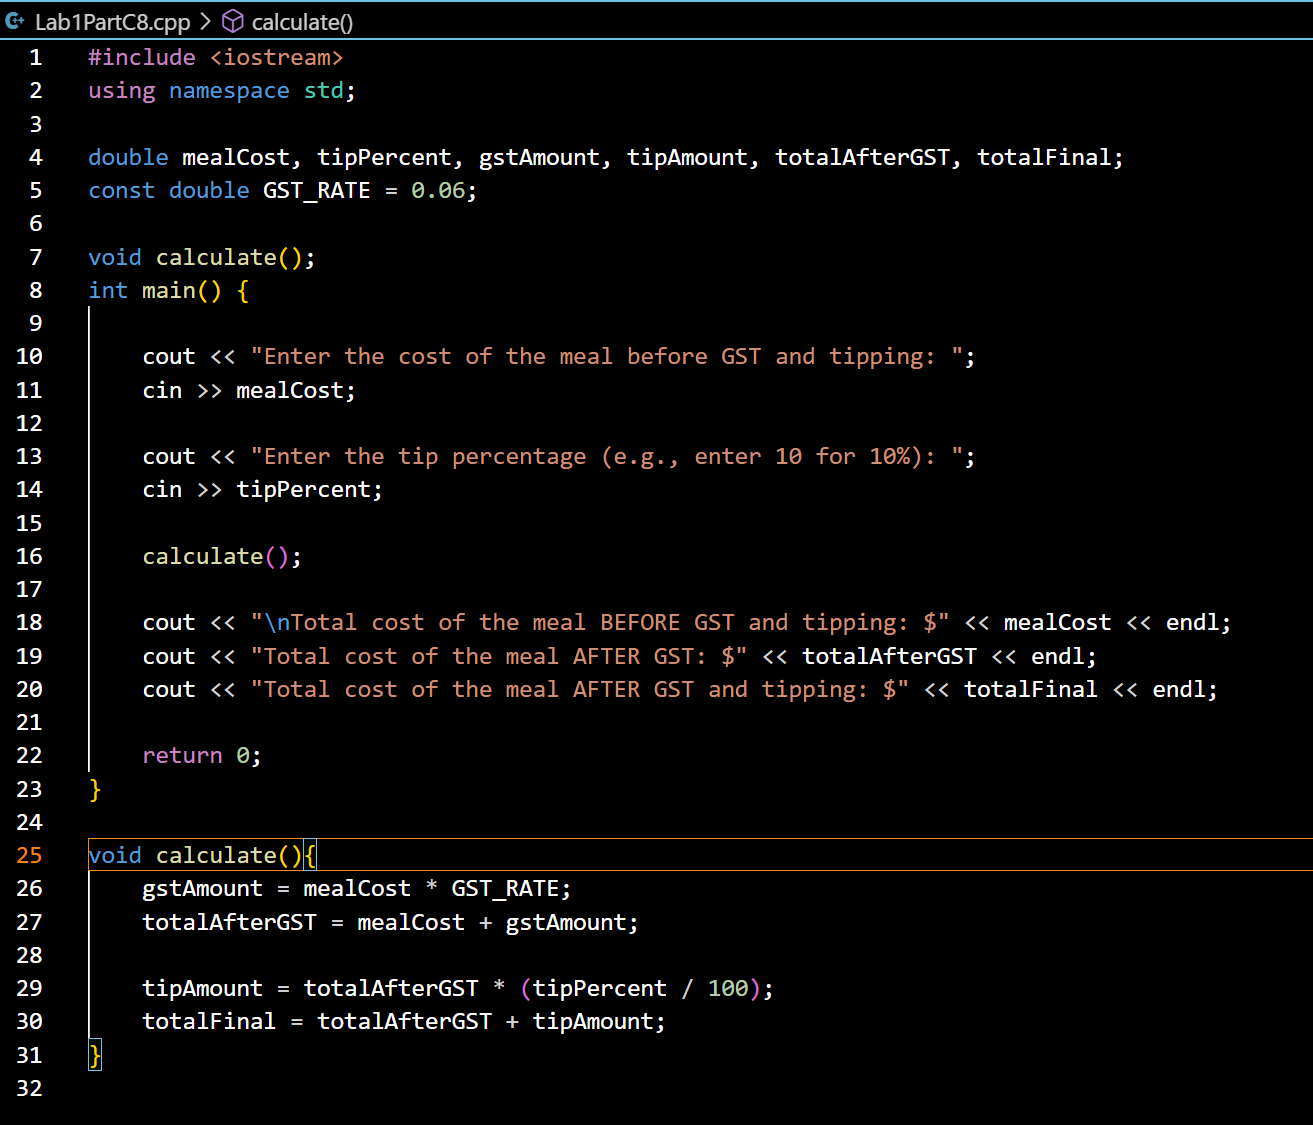 Lab1PartC8.cpp > calculate()
1 #include <iostream>
2 using namespace std;
3
4 double mealCost, tipPercent, gstAmount, tipAmount, totalAfterGST, totalFinal;
5 const double GST_RATE = 0.06;
6
7 void calculate();
8 int main() {
9
10     cout << "Enter the cost of the meal before GST and tipping: ";
11     cin >> mealCost;
12
13     cout << "Enter the tip percentage (e.g., enter 10 for 10%): ";
14     cin >> tipPercent;
15
16     calculate();
17
18     cout << "\nTotal cost of the meal BEFORE GST and tipping: $" << mealCost << endl;
19     cout << "Total cost of the meal AFTER GST: $" << totalAfterGST << endl;
20     cout << "Total cost of the meal AFTER GST and tipping: $" << totalFinal << endl;
21
22     return 0;
23 }
24
25 void calculate(){
26     gstAmount = mealCost * GST_RATE;
27     totalAfterGST = mealCost + gstAmount;
28
29     tipAmount = totalAfterGST * (tipPercent / 100);
30     totalFinal = totalAfterGST + tipAmount;
31 }
32